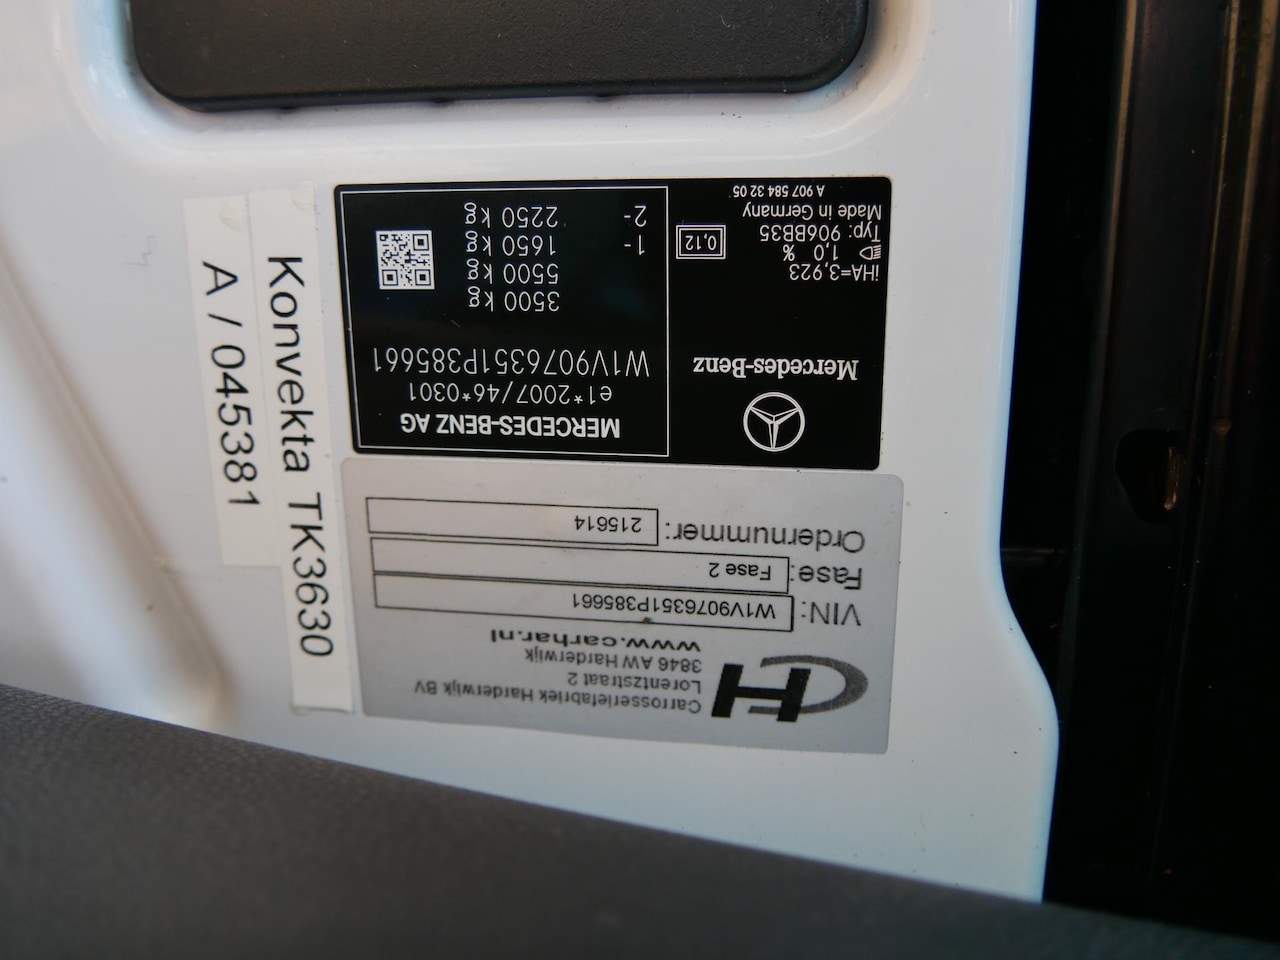 MERCEDES-BENZ AG
e1*2007/46*0301
W1V9076351P385661
3500 kg
5500 kg
1- 1650 kg
2- 2250 kg
Mercedes-Benz
iHA=3,923
1,0 %
0,12
Typ: 906BB35
Made in Germany
A 907 584 32 05
CH
Carrosseriefabriek Harderwijk BV
Lorentzstraat 2
3846 AW Harderwijk
www.carhar.nl
VIN: W1V9076351P385661
Fase: Fase 2
Ordernummer: 215614
Konvekta TK3630
A / 045381